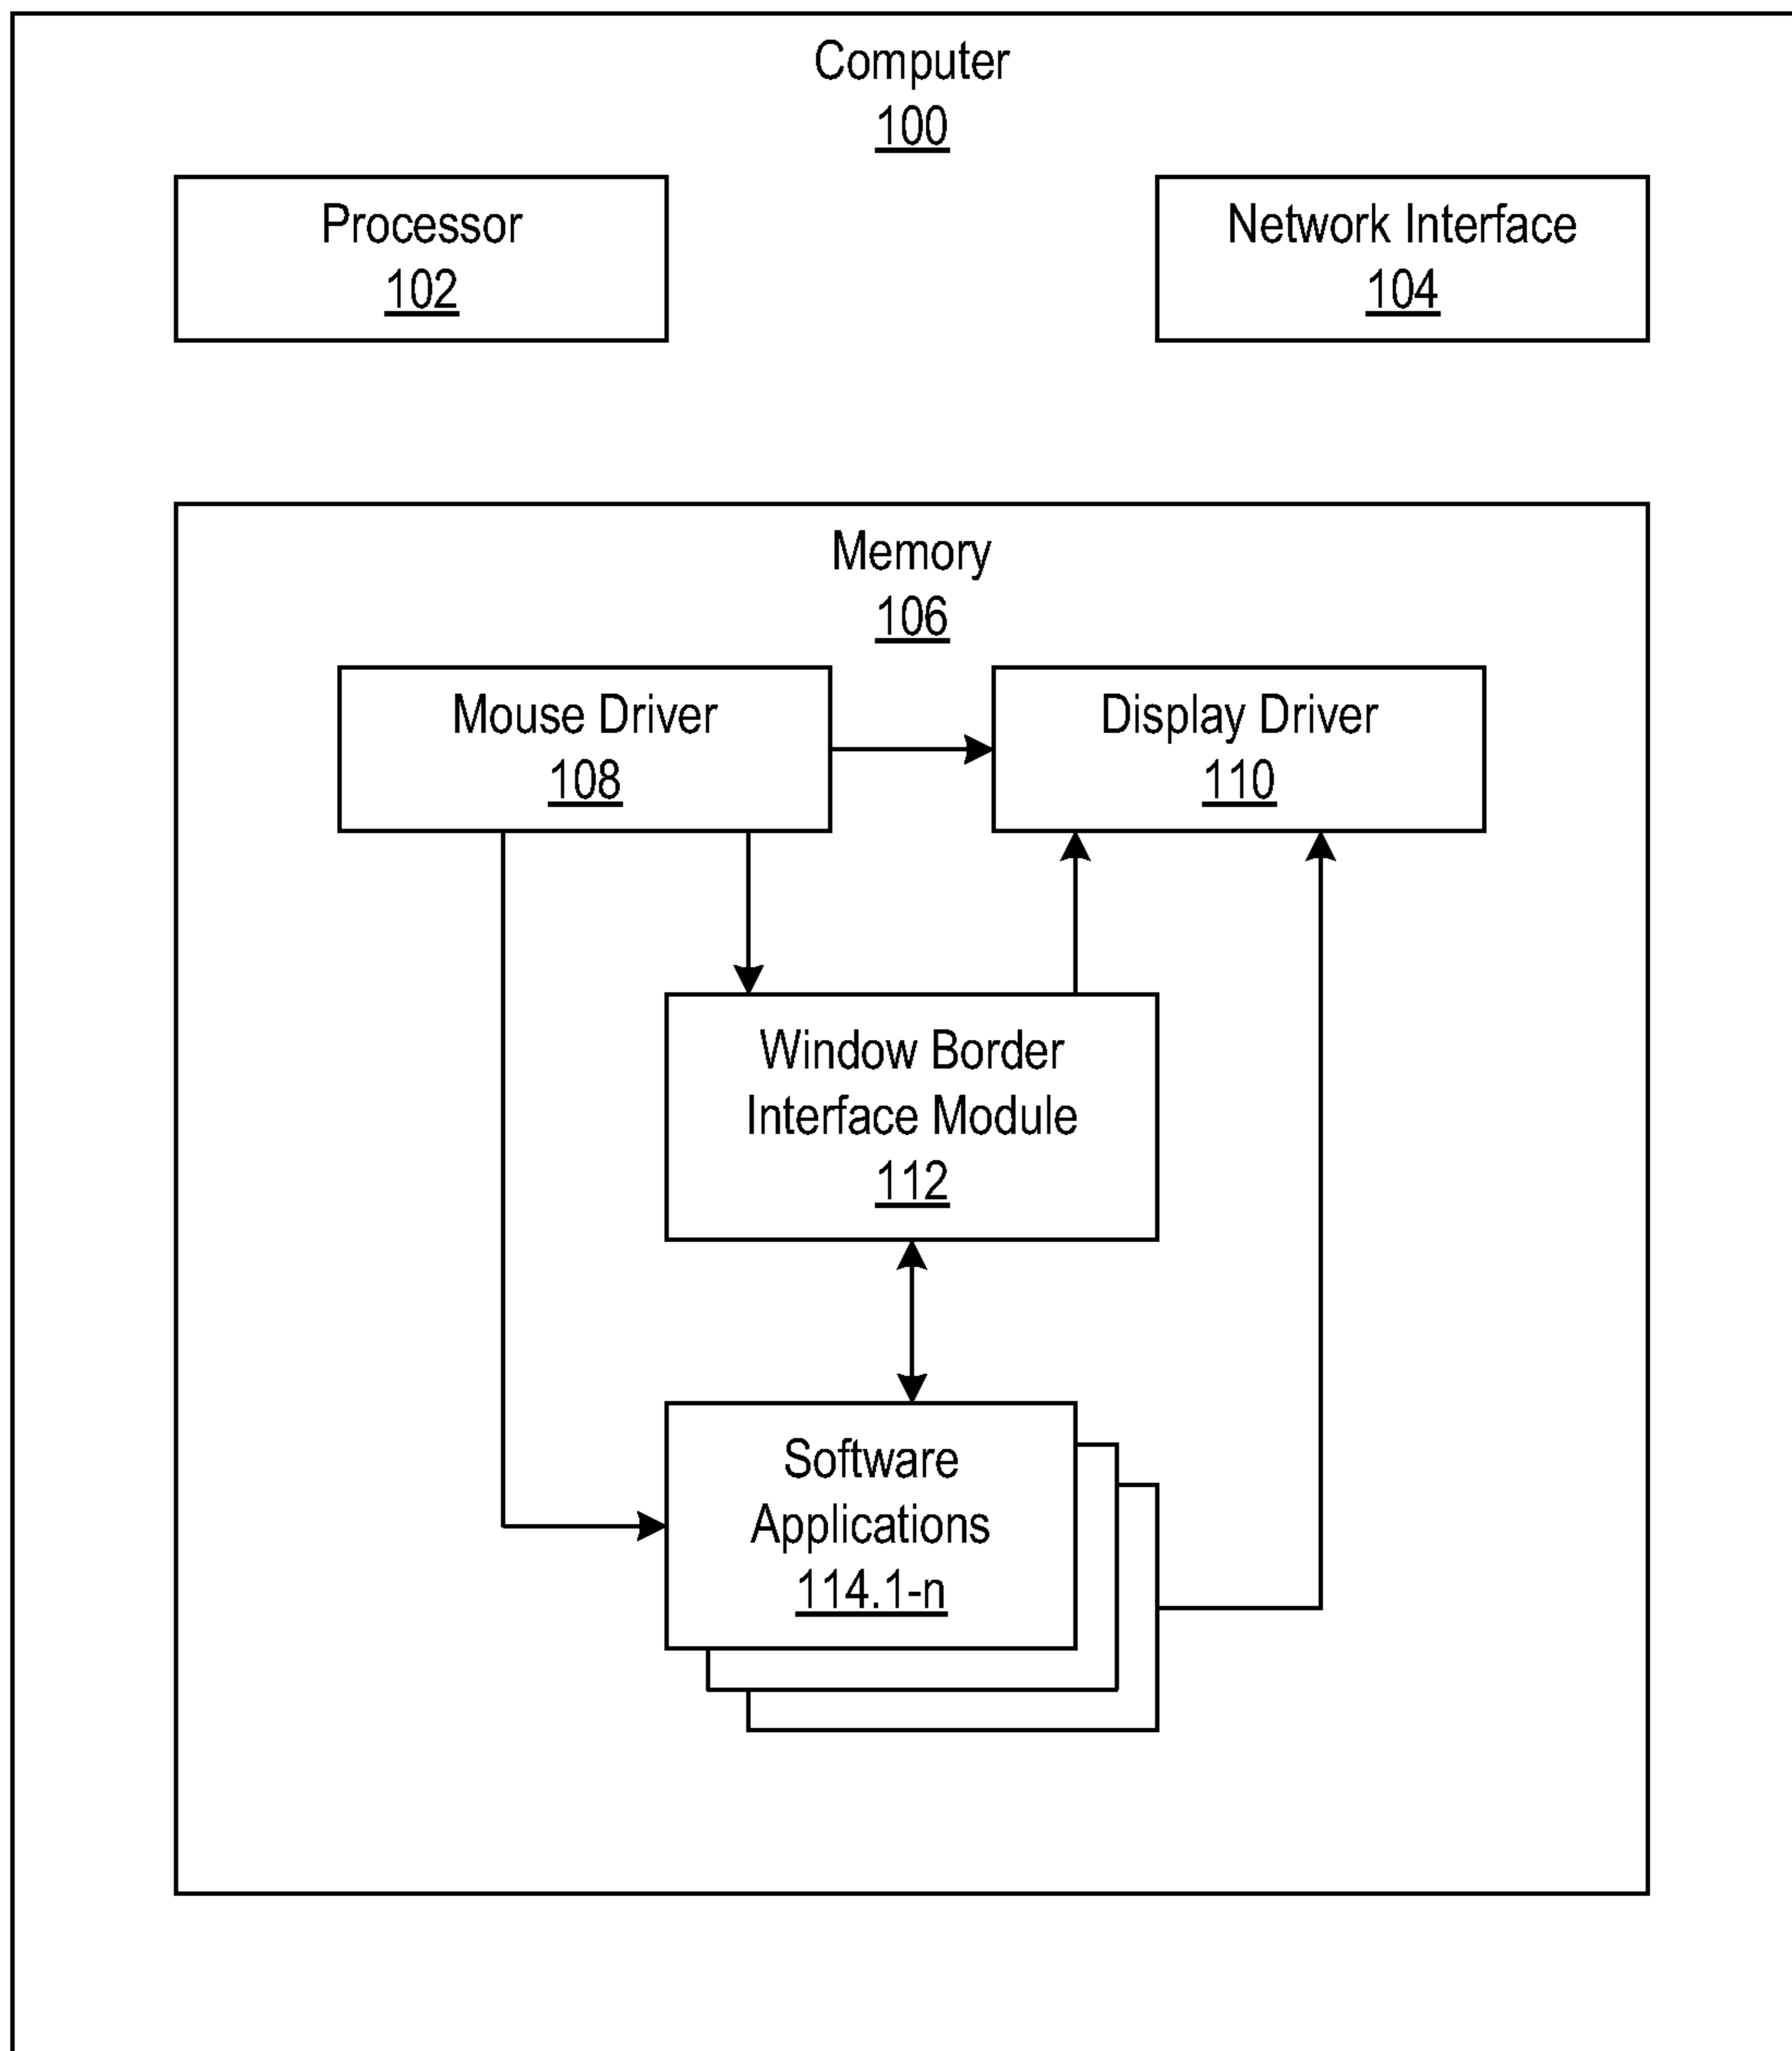 Computer
100
Processor
102
Network Interface
104
Memory
106
Mouse Driver
108
Display Driver
110
Window Border
Interface Module
112
Software
Applications
114.1-n